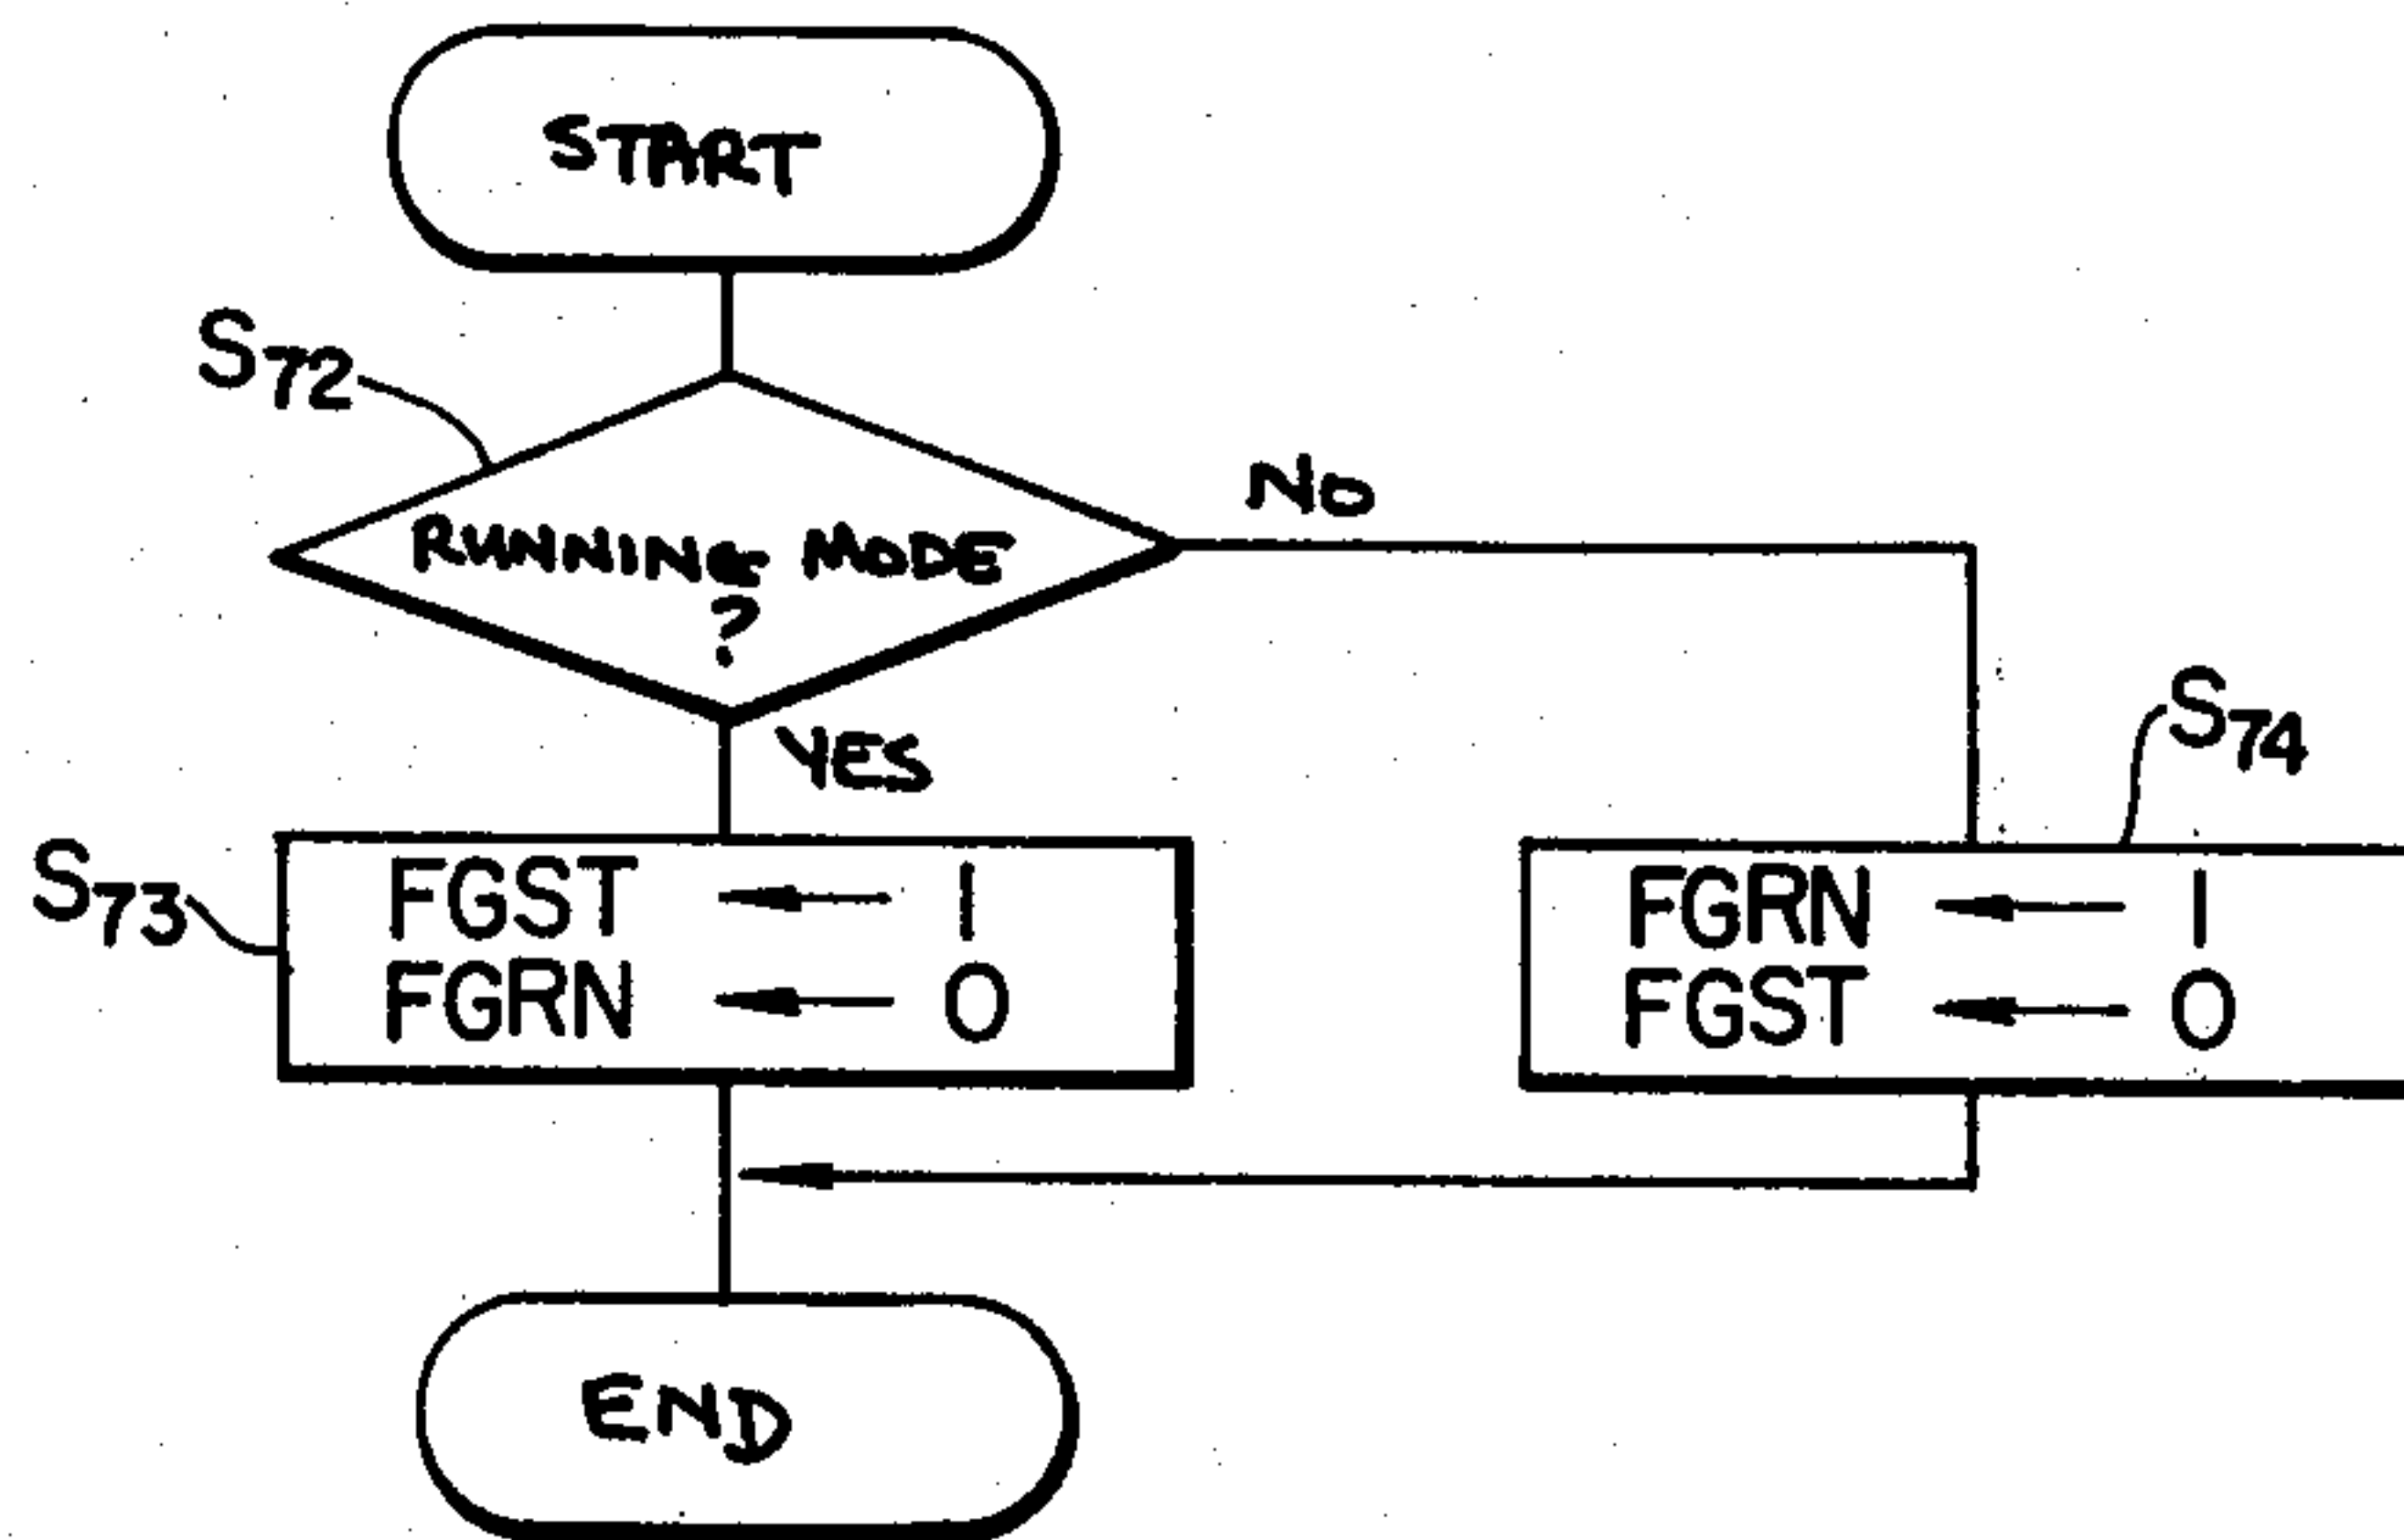 START
S72
RUNNING MODE
?
No
YES
S73
FGST ← 1
FGRN ← 0
S74
FGRN ← 1
FGST ← 0
END